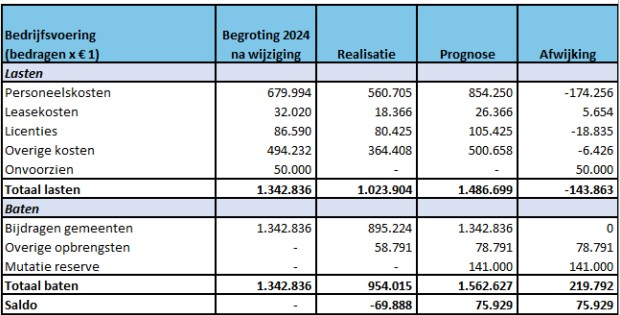 Bedrijfsvoering (bedragen x € 1) Begroting 2024 na wijziging Realisatie Prognose Afwijking
Lasten
Personeelskosten 679.994 560.705 854.250 -174.256
Leasekosten 32.020 18.366 26.366 5.654
Licenties 86.590 80.425 105.425 -18.835
Overige kosten 494.232 364.408 500.658 -6.426
Onvoorzien 50.000 - - 50.000
Totaal lasten 1.342.836 1.023.904 1.486.699 -143.863
Baten
Bijdragen gemeenten 1.342.836 895.224 1.342.836 0
Overige opbrengsten - 58.791 78.791 78.791
Mutatie reserve - - 141.000 141.000
Totaal baten 1.342.836 954.015 1.562.627 219.792
Saldo - -69.888 75.929 75.929